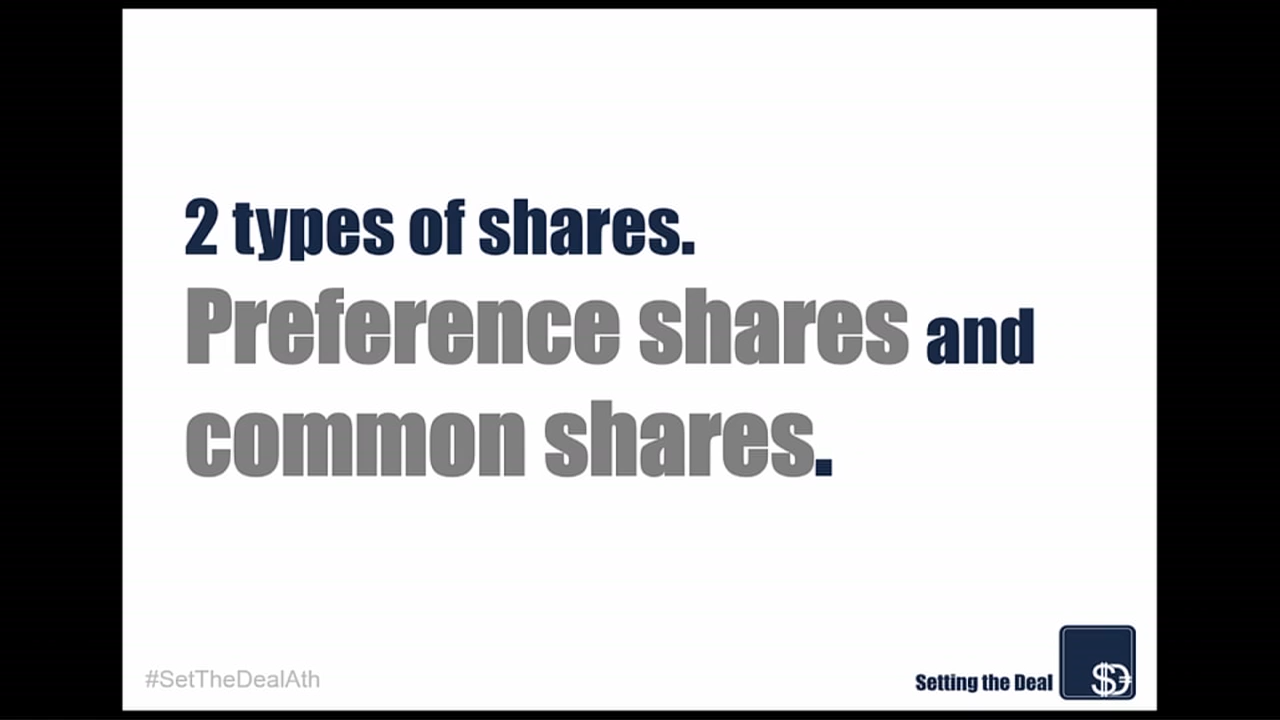 2 types of shares.
Preference shares and
common shares.
#SetTheDealAth
Setting the Deal